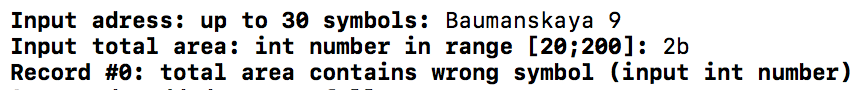 Input adress: up to 30 symbols: Baumanskaya 9
Input total area: int number in range [20;200]: 2b
Record #0: total area contains wrong symbol (input int number)